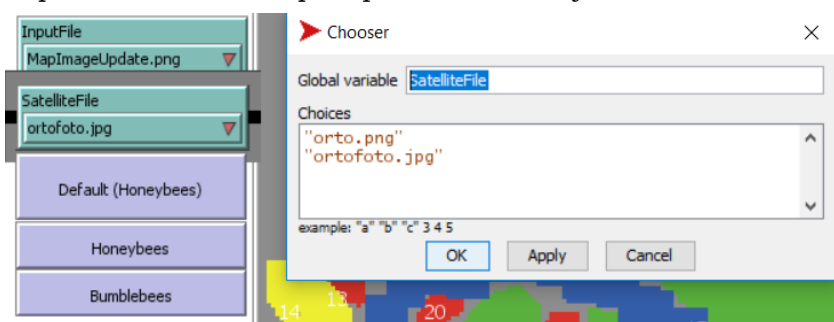 InputFile
MapImageUpdate.png
SatelliteFile
ortofoto.jpg
Default (Honeybees)
Honeybees
Bumblebees
Chooser
Global variable SatelliteFile
Choices
"orto.png"
"ortofoto.jpg"
example: "a" "b" "c" 3 4 5
OK Apply Cancel
14 13 20